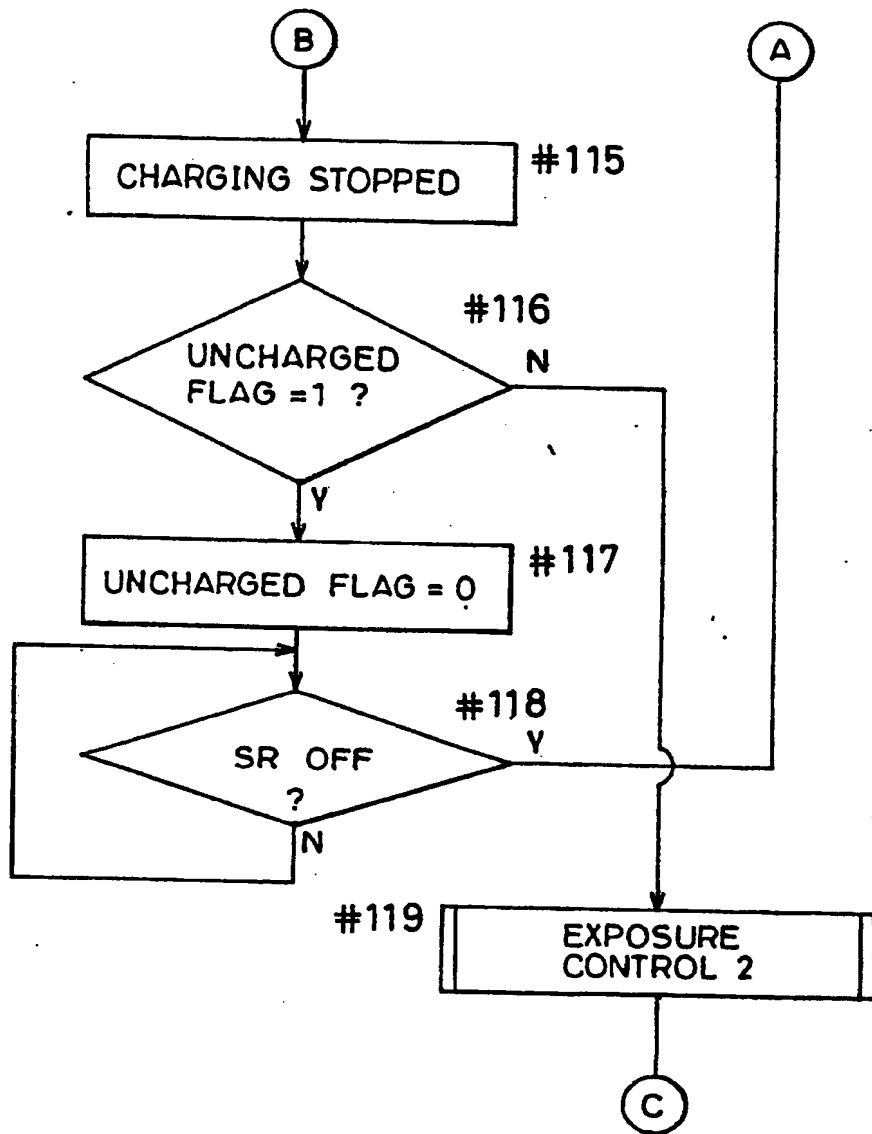 B
A
CHARGING STOPPED
#115
#116
UNCHARGED
FLAG = 1 ?
N
Y
UNCHARGED FLAG = 0
#117
#118
SR OFF
?
Y
N
#119
EXPOSURE
CONTROL 2
C